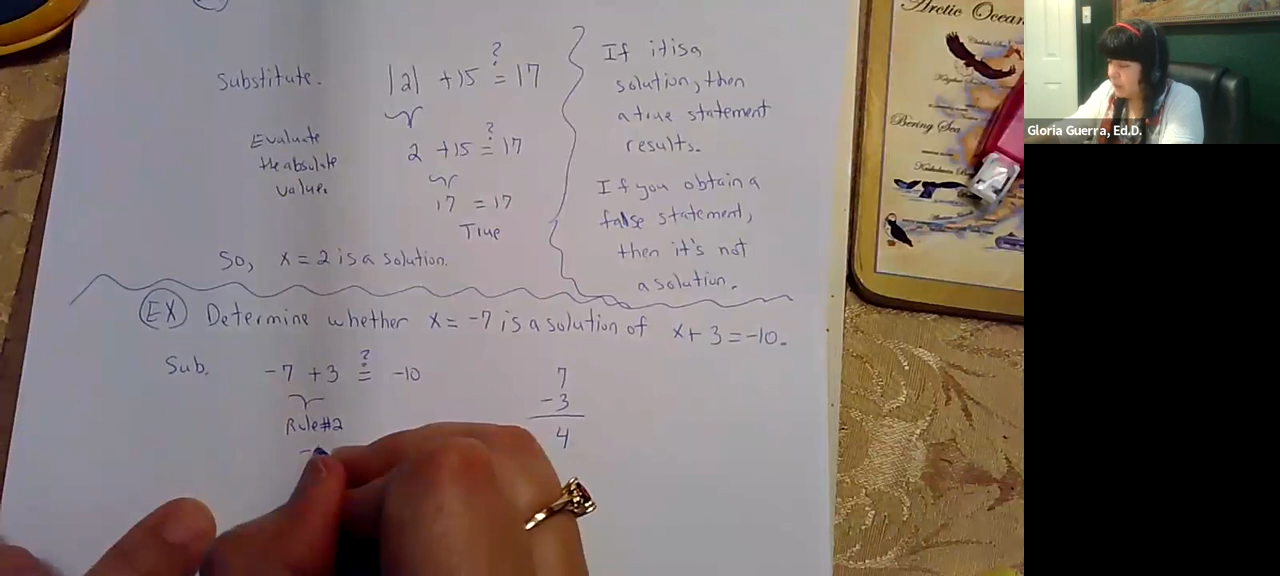 Substitute. |2| +15 ≟ 17
Evaluate
the absolute
value.
2 +15 ≟ 17
17 = 17
True
So, x = 2 is a solution.
If it is a
solution, then
a true statement
results.
If you obtain a
false statement,
then it's not
a solution.
EX Determine whether x = -7 is a solution of x + 3 = -10.
Sub. -7 + 3 ≟ -10
Rule #2
-
7
-3
4
Arctic Ocean
Bering Sea
Gloria Guerra, Ed.D.